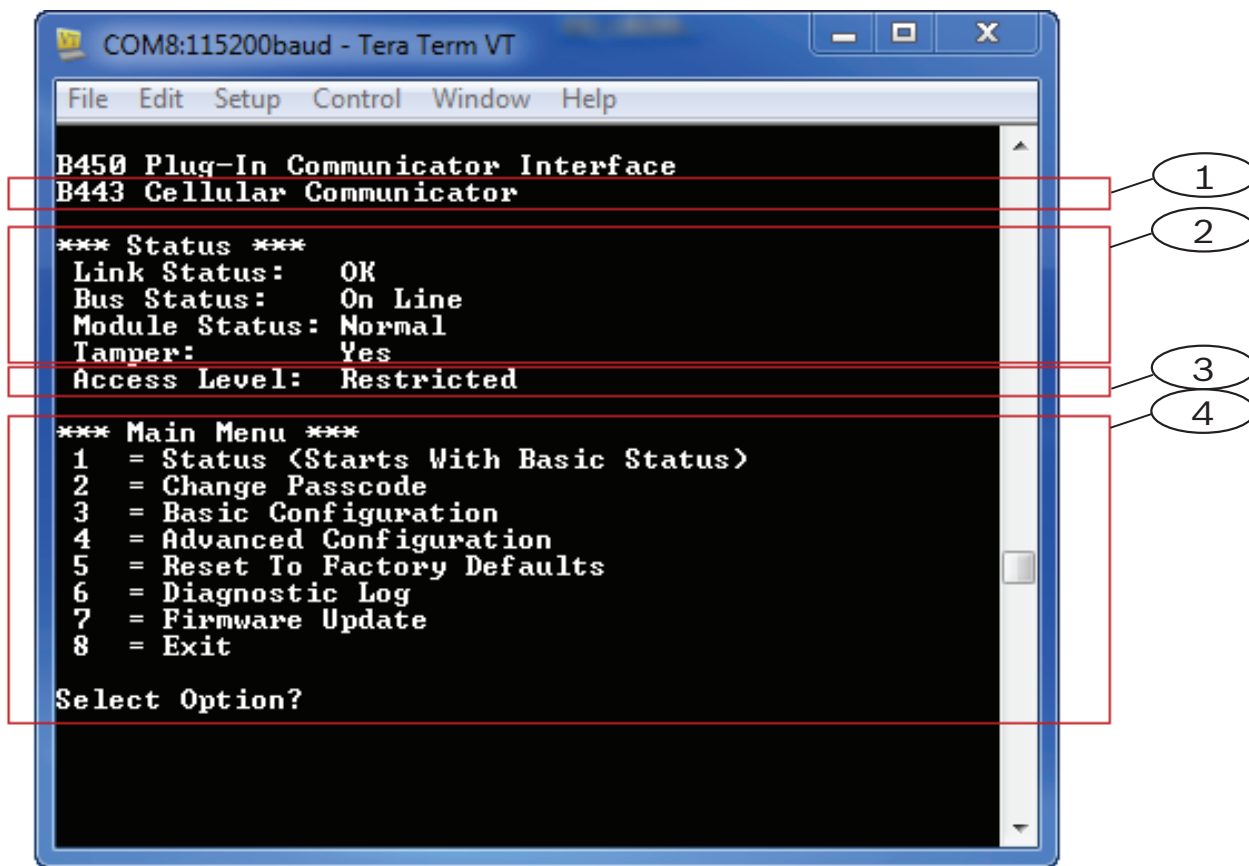 COM8:115200baud - Tera Term VT
File Edit Setup Control Window Help
B450 Plug-In Communicator Interface
B443 Cellular Communicator
1
*** Status ***
2
Link Status: OK
Bus Status: On Line
Module Status: Normal
Tamper: Yes
Access Level: Restricted
3
4
*** Main Menu ***
1 = Status (Starts With Basic Status)
2 = Change Passcode
3 = Basic Configuration
4 = Advanced Configuration
5 = Reset To Factory Defaults
6 = Diagnostic Log
7 = Firmware Update
8 = Exit
Select Option?